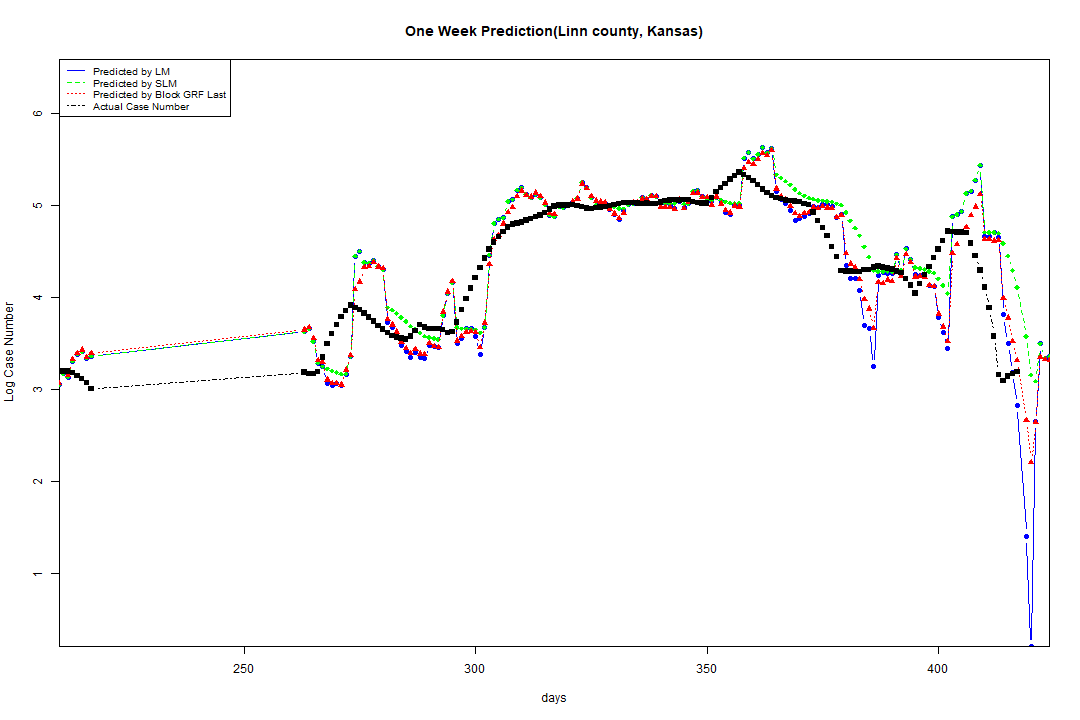 One Week Prediction(Linn county, Kansas)
Predicted by LM
Predicted by SLM
Predicted by Block GRF Last
Actual Case Number
6
5
4
3
2
1
Log Case Number
250 300 350 400
days